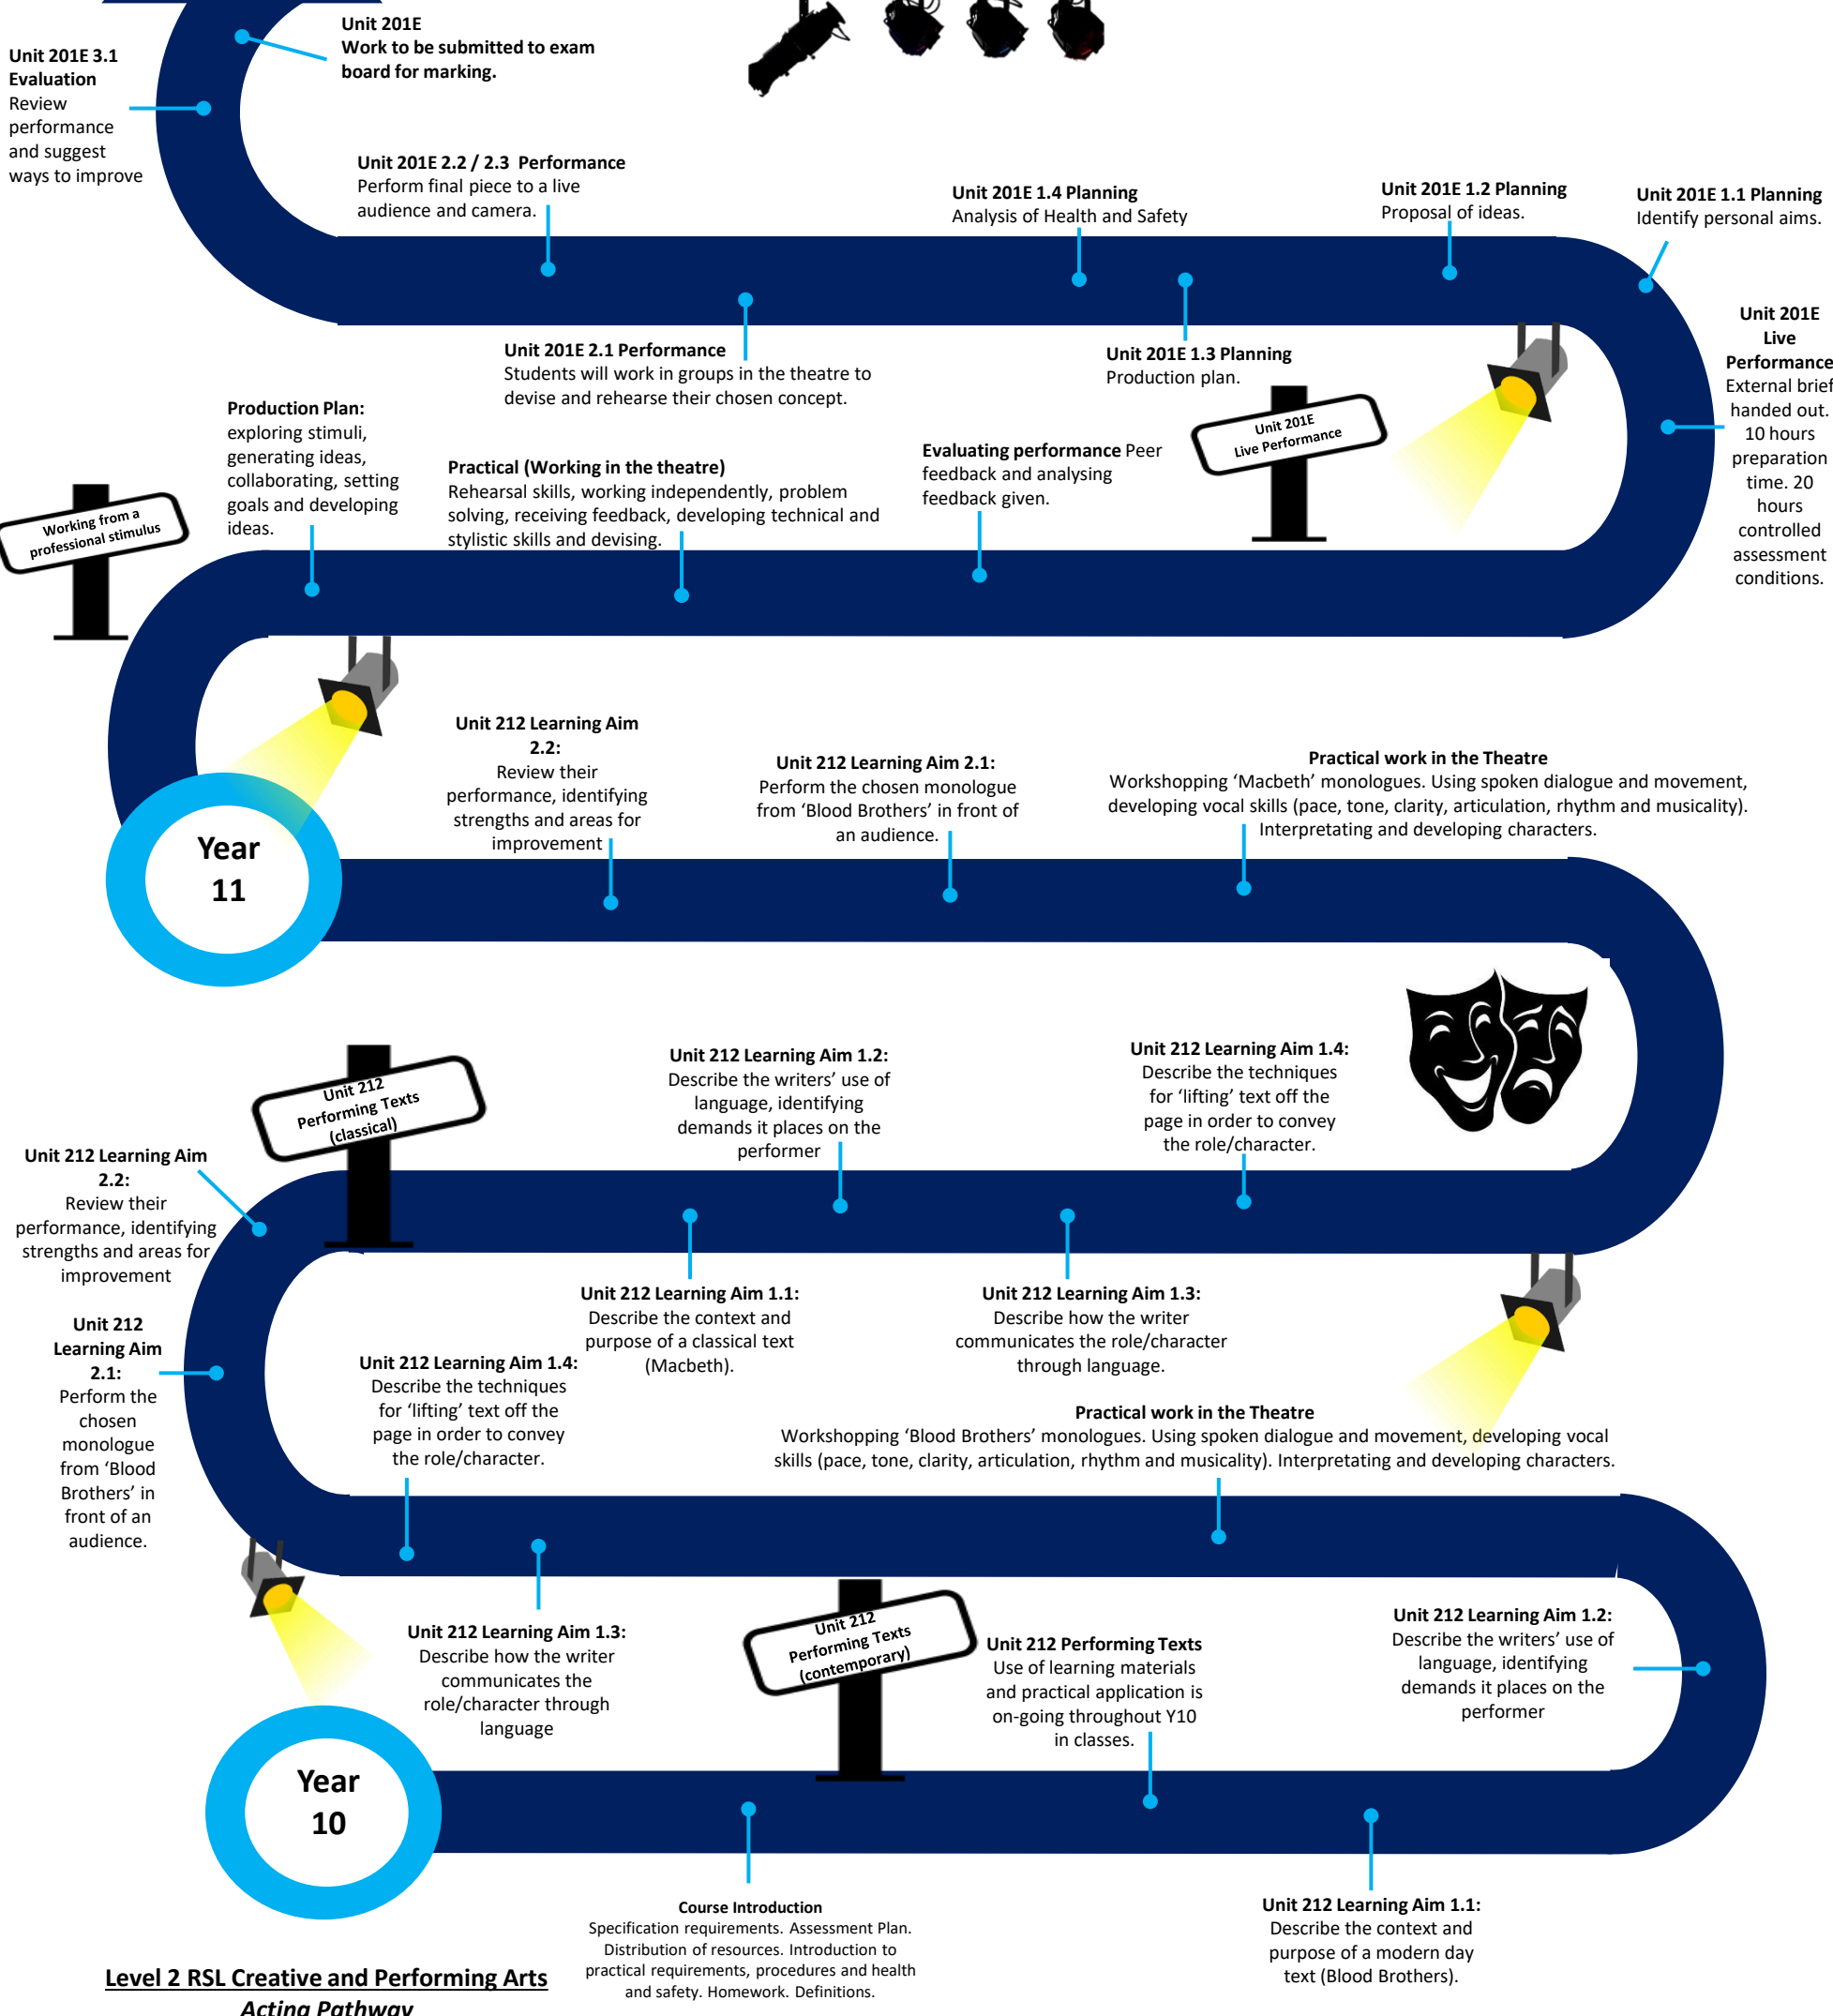 Unit 201E
Work to be submitted to exam
board for marking.
Unit 201E 3.1
Evaluation
Review
performance
and suggest
ways to improve
Unit 201E 2.2 / 2.3  Performance
Perform final piece to a live
audience and camera.
Unit 201E 1.4 Planning
Analysis of Health and Safety
Unit 201E 1.2 Planning
Proposal of ideas.
Unit 201E 1.1 Planning
Identify personal aims.
Unit 201E 2.1 Performance
Students will work in groups in the theatre to
devise and rehearse their chosen concept.
Unit 201E 1.3 Planning
Production plan.
Unit 201E
Live
Performance
External brief
handed out.
10 hours
preparation
time. 20
hours
controlled
assessment
conditions.
Unit 201E
Live Performance
Working from a
professional stimulus
Production Plan:
exploring stimuli,
generating ideas,
collaborating, setting
goals and developing
ideas.
Practical (Working in the theatre)
Rehearsal skills, working independently, problem
solving, receiving feedback, developing technical and
stylistic skills and devising.
Evaluating performance Peer
feedback and analysing
feedback given.
Year
11
Unit 212 Learning Aim
2.2:
Review their
performance, identifying
strengths and areas for
improvement
Unit 212 Learning Aim 2.1:
Perform the chosen monologue
from ‘Blood Brothers’ in front of
an audience.
Practical work in the Theatre
Workshopping ‘Macbeth’ monologues. Using spoken dialogue and movement,
developing vocal skills (pace, tone, clarity, articulation, rhythm and musicality).
Interpretating and developing characters.
Unit 212
Performing Texts
(classical)
Unit 212 Learning Aim 1.2:
Describe the writers’ use of
language, identifying
demands it places on the
performer
Unit 212 Learning Aim 1.4:
Describe the techniques
for ‘lifting’ text off the
page in order to convey
the role/character.
Unit 212 Learning Aim
2.2:
Review their
performance, identifying
strengths and areas for
improvement
Unit 212 Learning Aim 1.1:
Describe the context and
purpose of a classical text
(Macbeth).
Unit 212 Learning Aim 1.3:
Describe how the writer
communicates the role/character
through language.
Unit 212
Learning Aim
2.1:
Perform the
chosen
monologue
from ‘Blood
Brothers’ in
front of an
audience.
Unit 212 Learning Aim 1.4:
Describe the techniques
for ‘lifting’ text off the
page in order to convey
the role/character.
Practical work in the Theatre
Workshopping ‘Blood Brothers’ monologues. Using spoken dialogue and movement, developing vocal
skills (pace, tone, clarity, articulation, rhythm and musicality). Interpretating and developing characters.
Unit 212 Learning Aim 1.3:
Describe how the writer
communicates the
role/character through
language
Unit 212
Performing Texts
(contemporary)
Unit 212 Performing Texts
Use of learning materials
and practical application is
on-going throughout Y10
in classes.
Unit 212 Learning Aim 1.2:
Describe the writers’ use of
language, identifying
demands it places on the
performer
Year
10
Course Introduction
Specification requirements. Assessment Plan.
Distribution of resources. Introduction to
practical requirements, procedures and health
and safety. Homework. Definitions.
Unit 212 Learning Aim 1.1:
Describe the context and
purpose of a modern day
text (Blood Brothers).
Level 2 RSL Creative and Performing Arts
Acting Pathway